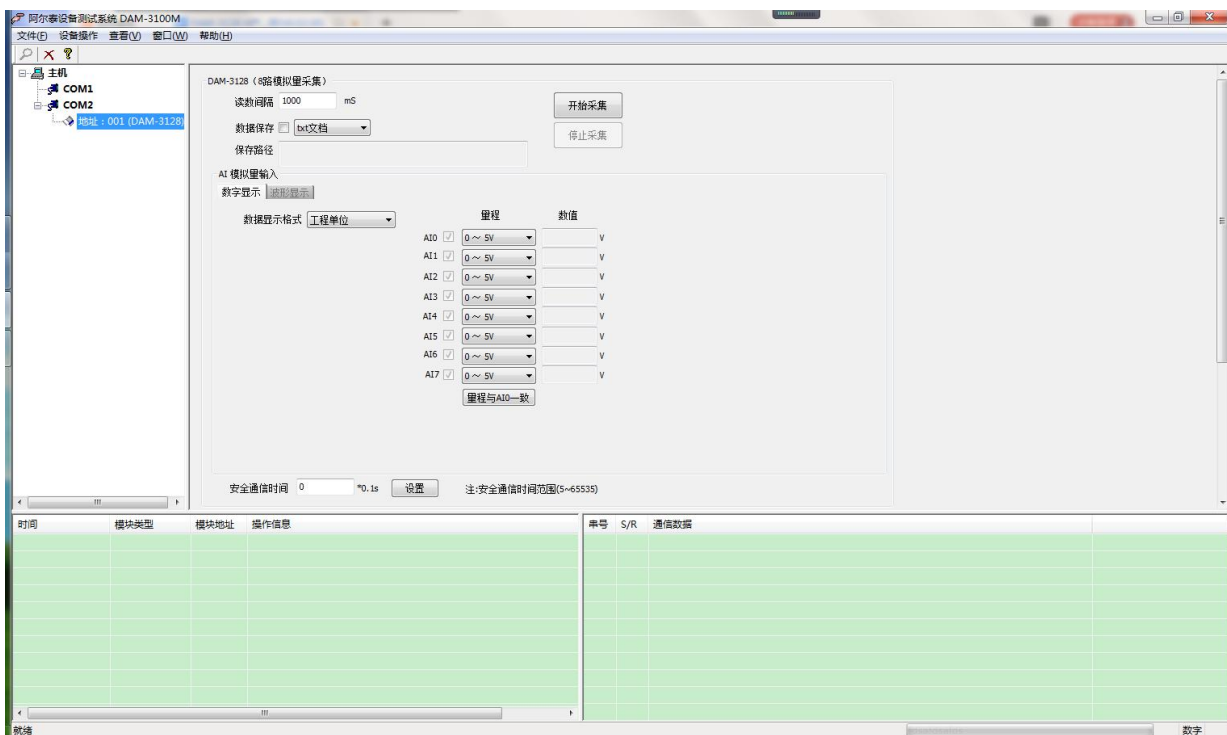 阿尔泰设备测试系统 DAM-3100M
文件(F) 设备操作 查看(V) 窗口(W) 帮助(H)
主机
COM1
COM2
地址：001 (DAM-3128)
DAM-3128（8路模拟量采集）
读数间隔 1000 mS
开始采集
数据保存 txt文档
停止采集
保存路径
AI 模拟量输入
数字显示 波形显示
数据显示格式 工程单位 量程 数值
AI0 0～ 5V V
AI1 0～ 5V V
AI2 0～ 5V V
AI3 0～ 5V V
AI4 0～ 5V V
AI5 0～ 5V V
AI6 0～ 5V V
AI7 0～ 5V V
量程与AI0一致
安全通信时间 0 *0.1s 设置 注:安全通信时间范围(5~65535)
时间 模块类型 模块地址 操作信息 串号 S/R 通信数据
就绪 数字